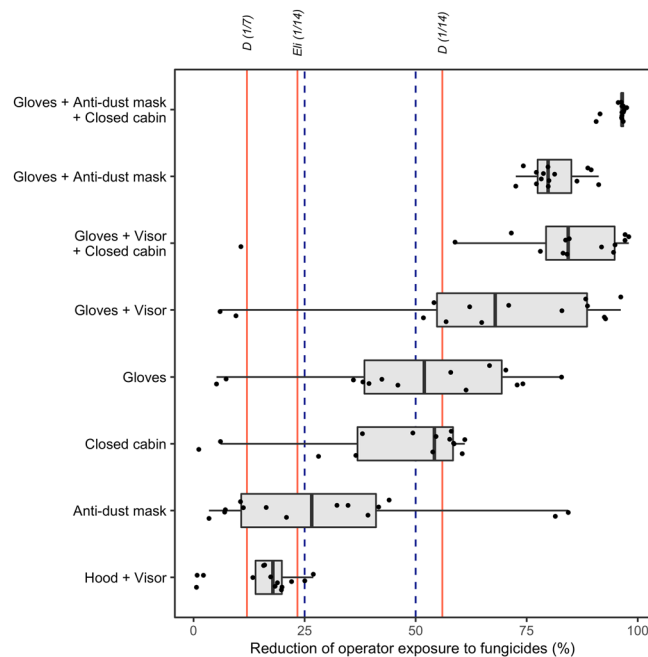 D (1/7)
Eli (1/14)
D (1/14)
Gloves + Anti-dust mask
+ Closed cabin
Gloves + Anti-dust mask
Gloves + Visor
+ Closed cabin
Gloves + Visor
Gloves
Closed cabin
Anti-dust mask
Hood + Visor
0
25
50
75
100
Reduction of operator exposure to fungicides (%)